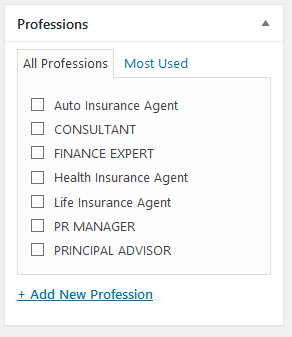 Professions
All Professions
Most Used
Auto Insurance Agent
CONSULTANT
FINANCE EXPERT
Health Insurance Agent
Life Insurance Agent
PR MANAGER
PRINCIPAL ADVISOR
+ Add New Profession